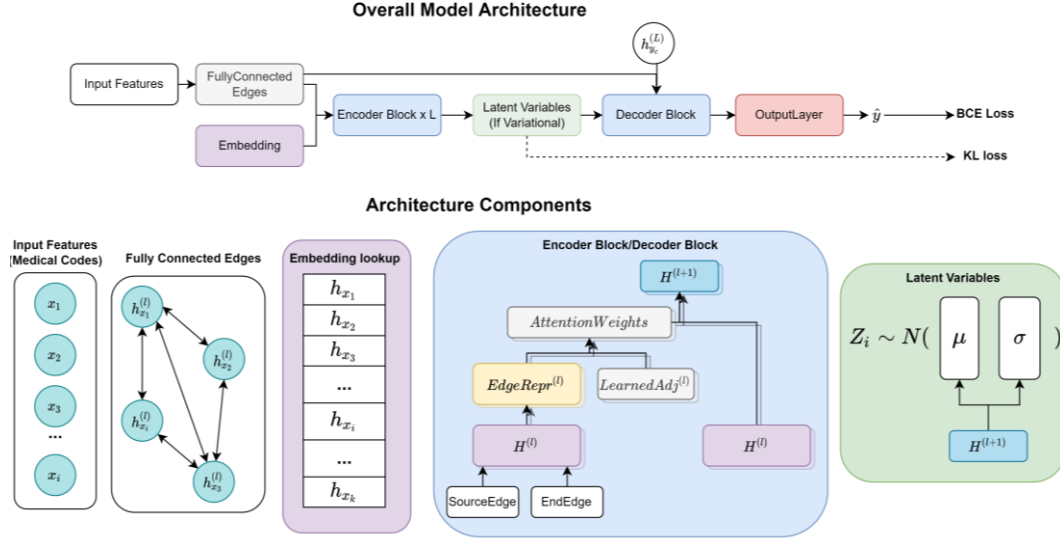 Overall Model Architecture
h_{y_c}^{(L)}
Input Features
FullyConnected
Edges
Embedding
Encoder Block x L
Latent Variables
(If Variational)
Decoder Block
OutputLayer
ŷ
BCE Loss
KL loss
Architecture Components
Input Features
(Medical Codes)
x_1
x_2
x_3
...
x_i
Fully Connected Edges
h_{x_1}^{(l)}
h_{x_2}^{(l)}
h_{x_i}^{(l)}
h_{x_3}^{(l)}
Embedding lookup
h_{x_1}
h_{x_2}
h_{x_3}
...
h_{x_i}
...
h_{x_k}
Encoder Block/Decoder Block
H^{(l+1)}
AttentionWeights
EdgeRepr^{(l)}
LearnedAdj^{(l)}
H^{(l)}
H^{(l)}
SourceEdge
EndEdge
Latent Variables
Z_i ∼ N( μ σ )
H^{(l+1)}